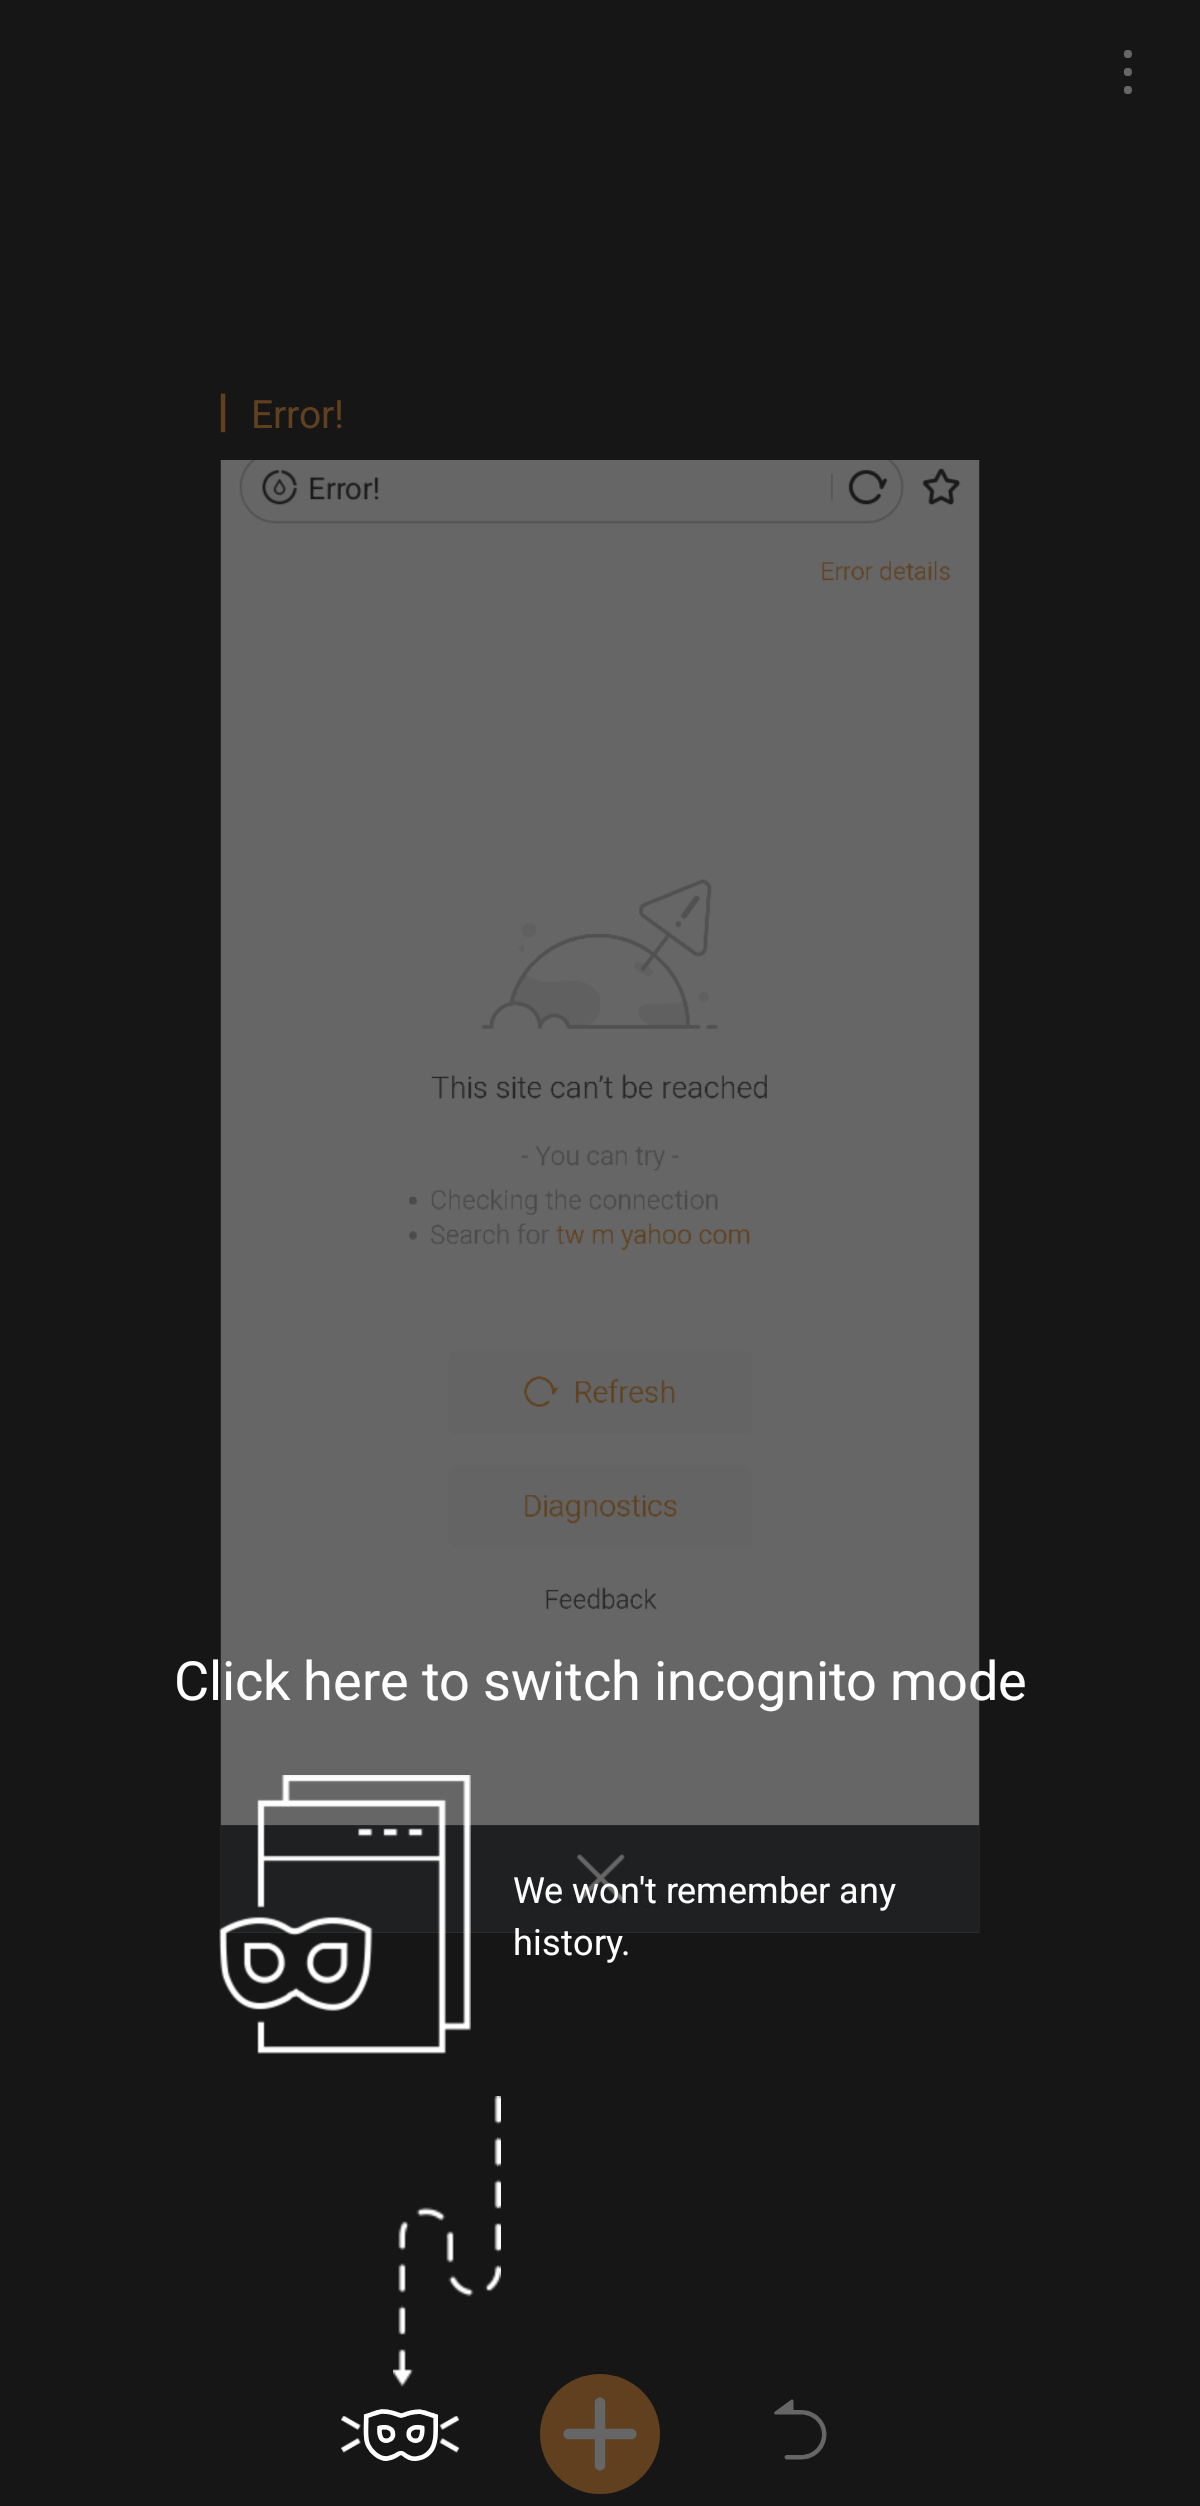 Error!
Error!
Error details
This site can't be reached
- You can try -
Checking the connection
Search for tw m yahoo com
Refresh
Diagnostics
Feedback
Click here to switch incognito mode
We won't remember any
history.